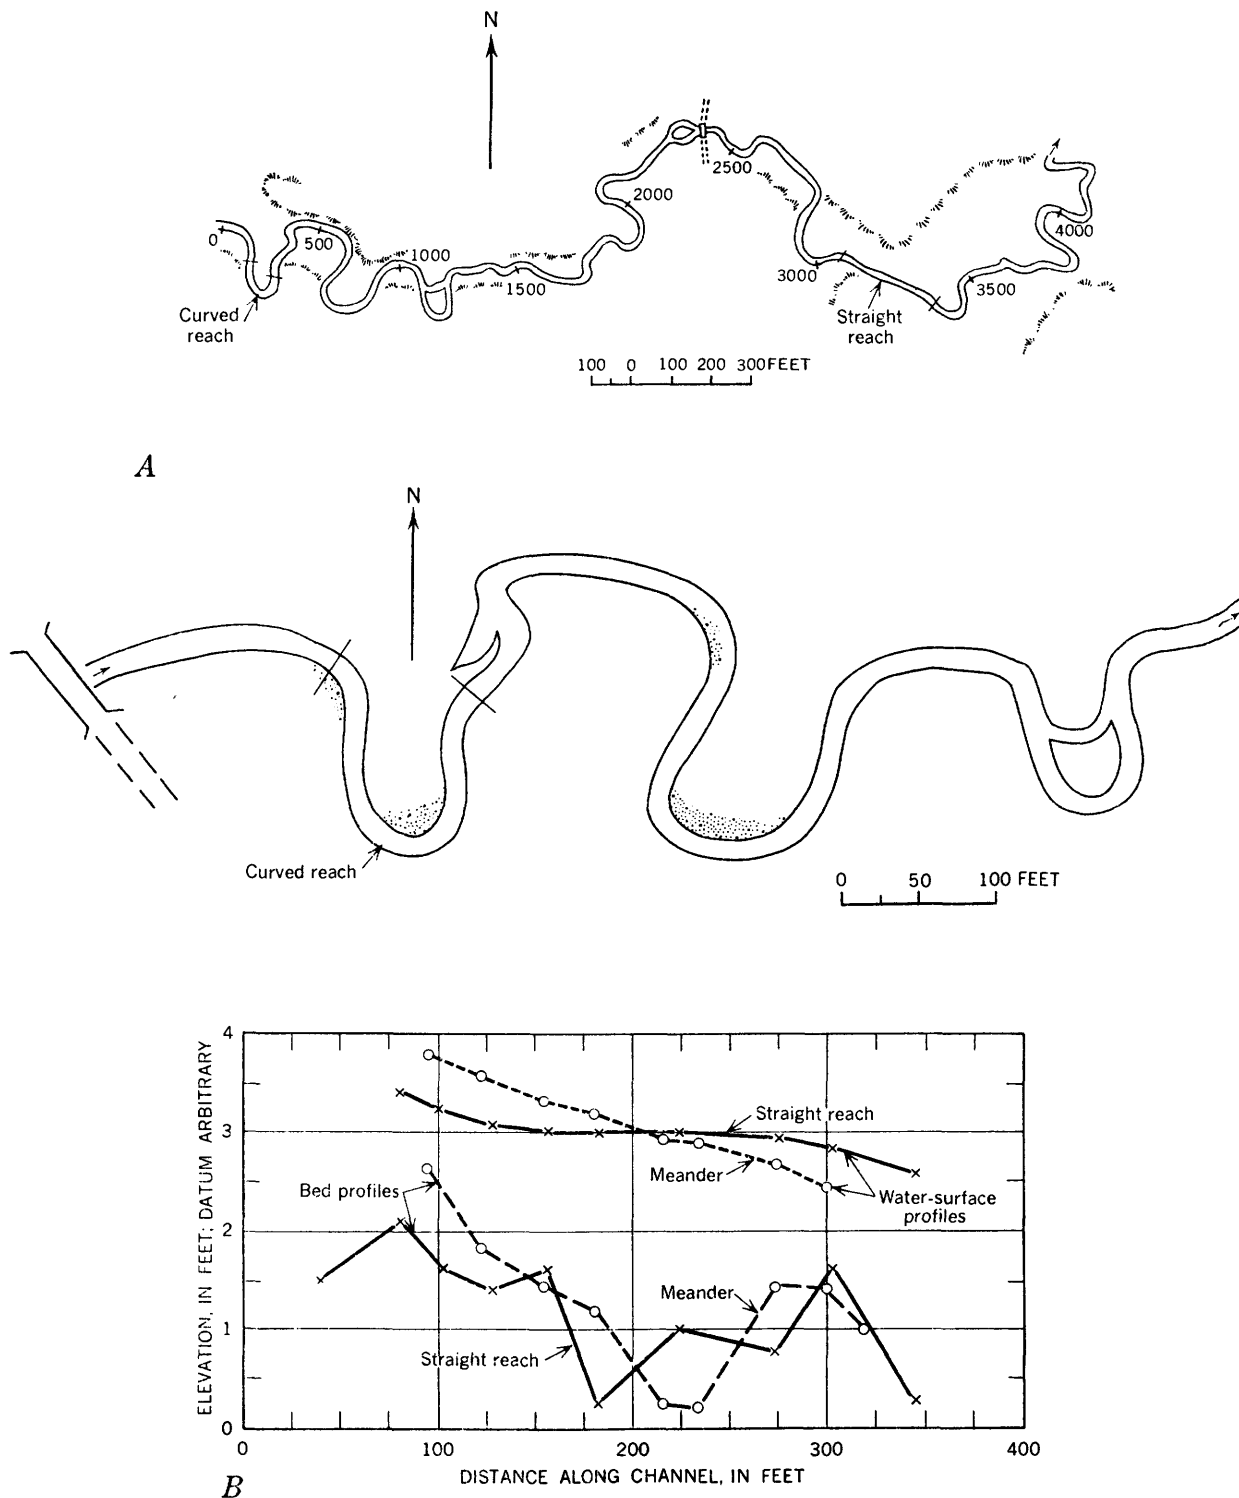 N
0
500
1000
1500
2000
2500
3000
3500
4000
Curved
reach
Straight
reach
100 0 100 200 300FEET
A
N
Curved reach
0 50 100 FEET
ELEVATION, IN FEET; DATUM ARBITRARY
4
3
2
1
0
Straight reach
Meander
Water-surface
profiles
Bed profiles
Meander
Straight reach
0 100 200 300 400
DISTANCE ALONG CHANNEL, IN FEET
B